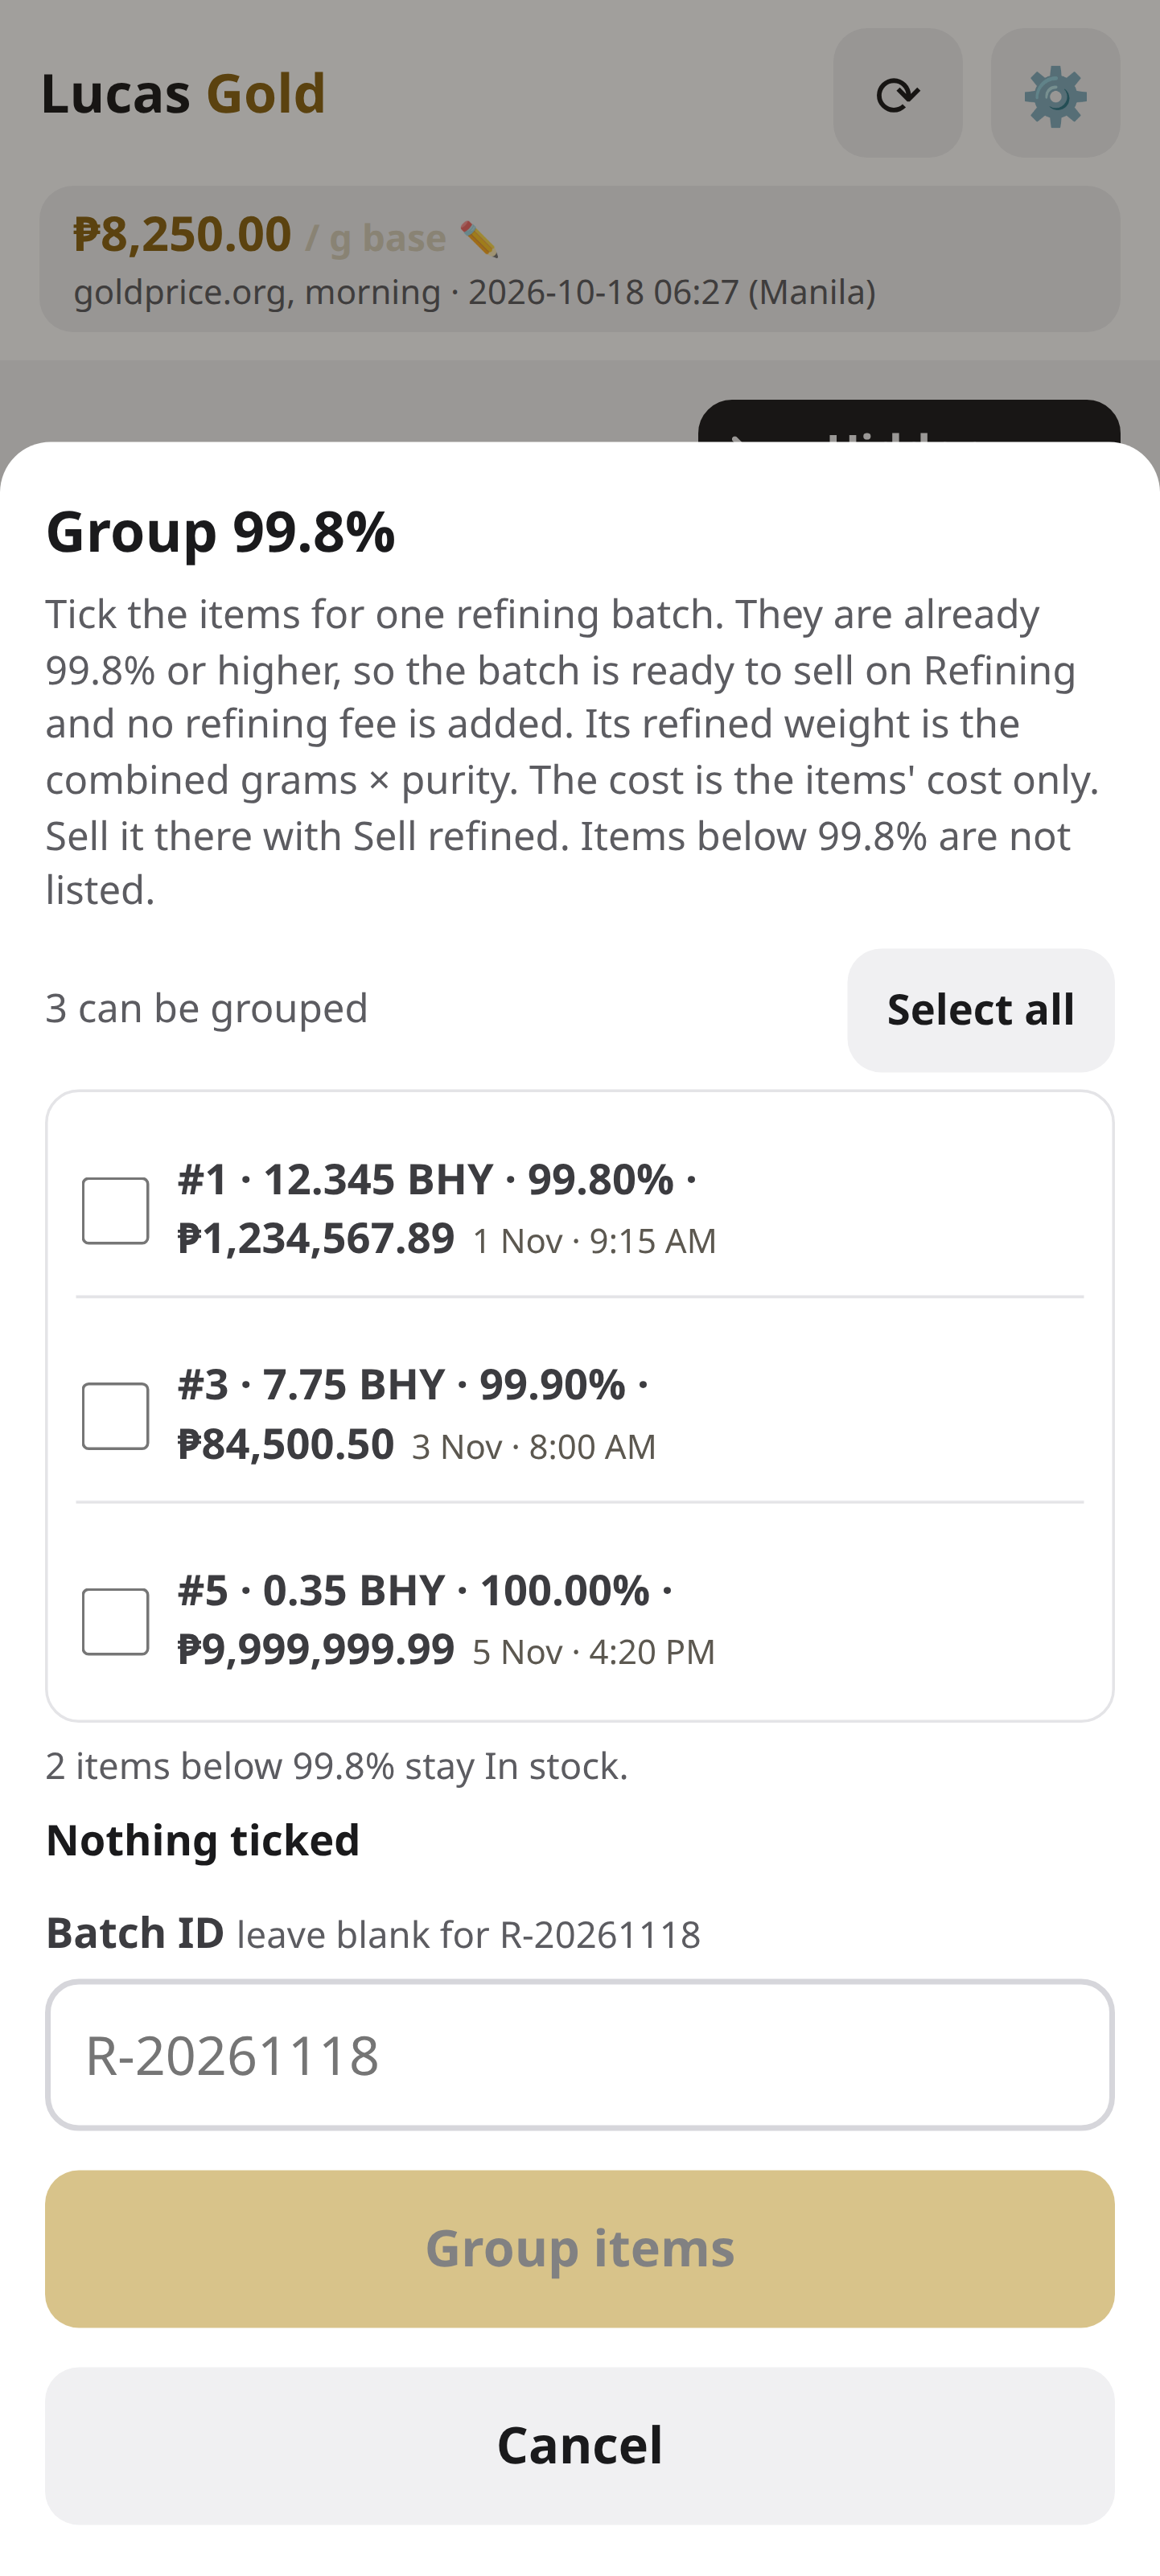 Lucas Gold
⟳ ⚙️
₱8,250.00 / g base ✏️
goldprice.org, morning · 2026-10-18 06:27 (Manila)
Group 99.8%
Tick the items for one refining batch. They are already
99.8% or higher, so the batch is ready to sell on Refining
and no refining fee is added. Its refined weight is the
combined grams × purity. The cost is the items' cost only.
Sell it there with Sell refined. Items below 99.8% are not
listed.
3 can be grouped
Select all
#1 · 12.345 BHY · 99.80% ·
₱1,234,567.89 1 Nov · 9:15 AM
#3 · 7.75 BHY · 99.90% ·
₱84,500.50 3 Nov · 8:00 AM
#5 · 0.35 BHY · 100.00% ·
₱9,999,999.99 5 Nov · 4:20 PM
2 items below 99.8% stay In stock.
Nothing ticked
Batch ID leave blank for R-20261118
R-20261118
Group items
Cancel